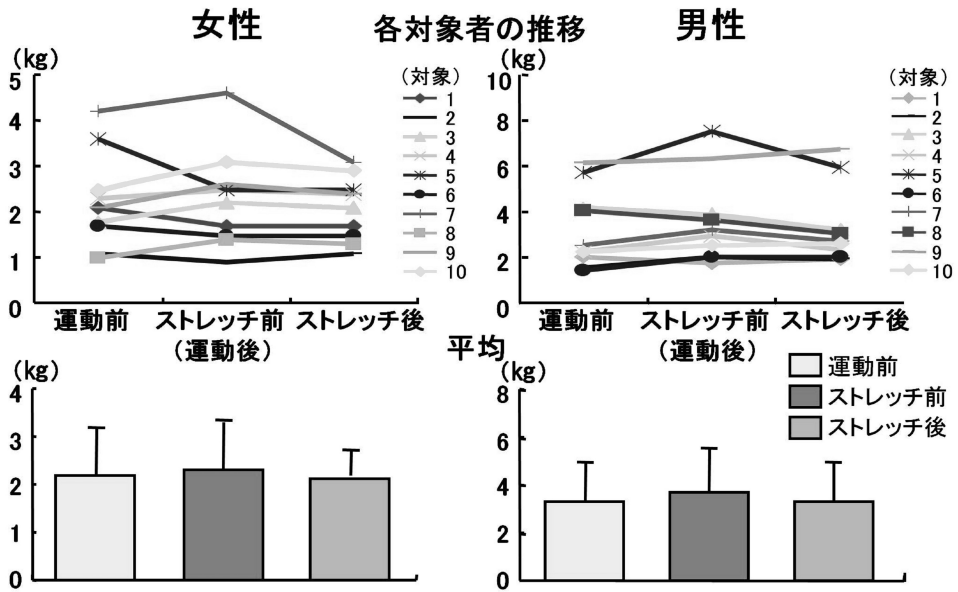 女性
各対象者の推移
男性
(kg)
5
4
3
2
1
0
(対象)
1
2
3
4
5
6
7
8
9
10
運動前
ストレッチ前
(運動後)
ストレッチ後
(kg)
10
8
6
4
2
0
(対象)
1
2
3
4
5
6
7
8
9
10
運動前
ストレッチ前
(運動後)
ストレッチ後
平均
(kg)
4
3
2
1
0
(kg)
8
6
4
2
0
運動前
ストレッチ前
ストレッチ後